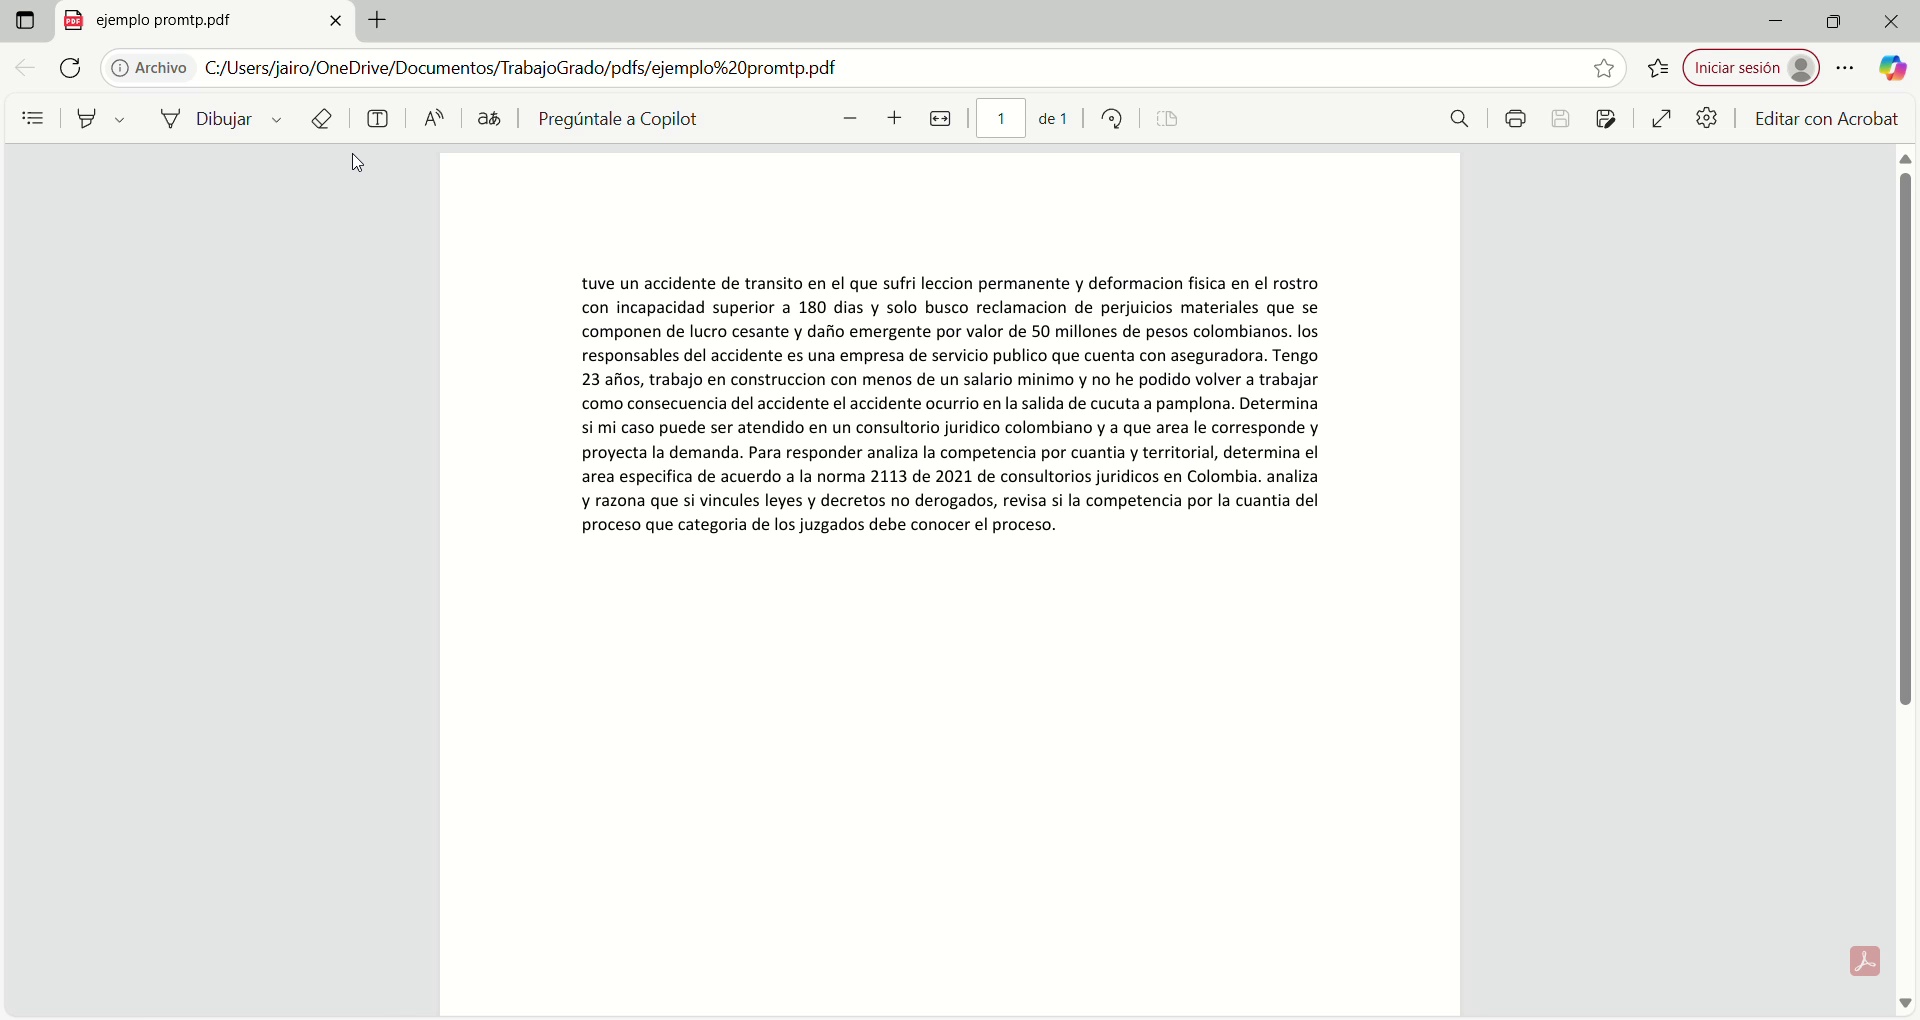 ejemplo promtp.pdf
Archivo C:/Users/jairo/OneDrive/Documentos/TrabajoGrado/pdfs/ejemplo%20promtp.pdf Iniciar sesión
Dibujar Pregúntale a Copilot 1 de 1 Editar con Acrobat
tuve un accidente de transito en el que sufri leccion permanente y deformacion fisica en el rostro
con incapacidad superior a 180 dias y solo busco reclamacion de perjuicios materiales que se
componen de lucro cesante y daño emergente por valor de 50 millones de pesos colombianos. los
responsables del accidente es una empresa de servicio publico que cuenta con aseguradora. Tengo
23 años, trabajo en construccion con menos de un salario minimo y no he podido volver a trabajar
como consecuencia del accidente el accidente ocurrio en la salida de cucuta a pamplona. Determina
si mi caso puede ser atendido en un consultorio juridico colombiano y a que area le corresponde y
proyecta la demanda. Para responder analiza la competencia por cuantia y territorial, determina el
area especifica de acuerdo a la norma 2113 de 2021 de consultorios juridicos en Colombia. analiza
y razona que si vincules leyes y decretos no derogados, revisa si la competencia por la cuantia del
proceso que categoria de los juzgados debe conocer el proceso.